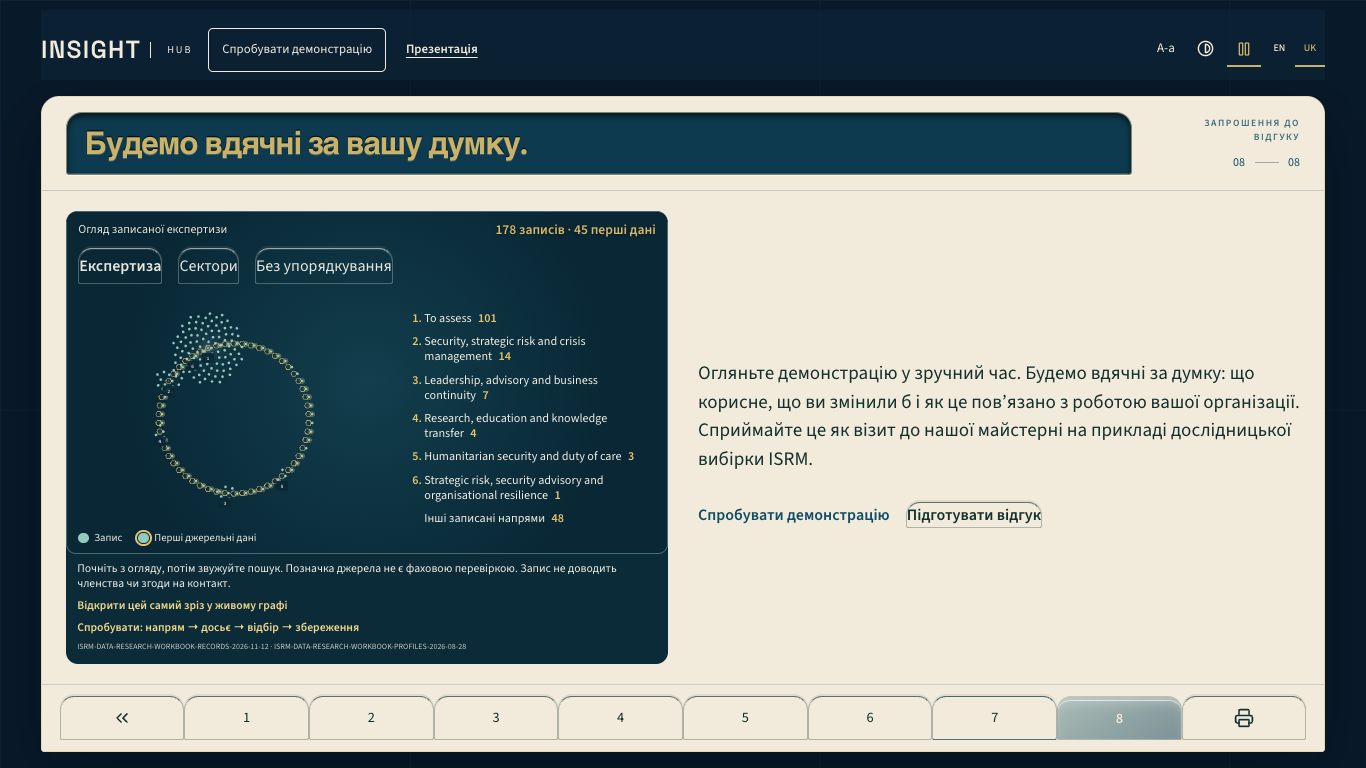 INSIGHT HUB Спробувати демонстрацію Презентація A-a EN UK
Будемо вдячні за вашу думку.
ЗАПРОШЕННЯ ДО
ВІДГУКУ
08 08
Огляд записаної експертизи 178 записів · 45 перші дані
Експертиза Сектори Без упорядкування
1. To assess 101
2. Security, strategic risk and crisis
management 14
3. Leadership, advisory and business
continuity 7
4. Research, education and knowledge
transfer 4
5. Humanitarian security and duty of care 3
6. Strategic risk, security advisory and
organisational resilience 1
Інші записані напрями 48
Запис Перші джерельні дані
Почніть з огляду, потім звужуйте пошук. Позначка джерела не є фаховою перевіркою. Запис не доводить
членства чи згоди на контакт.
Відкрити цей самий зріз у живому графі
Спробувати: напрям → досьє → відбір → збереження
ISRM-DATA-RESEARCH-WORKBOOK-RECORDS-2026-11-12 · ISRM-DATA-RESEARCH-WORKBOOK-PROFILES-2026-08-28
Огляньте демонстрацію у зручний час. Будемо вдячні за думку: що
корисне, що ви змінили б і як це пов’язано з роботою вашої організації.
Сприймайте це як візит до нашої майстерні на прикладі дослідницької
вибірки ISRM.
Спробувати демонстрацію Підготувати відгук
1 2 3 4 5 6 7 8